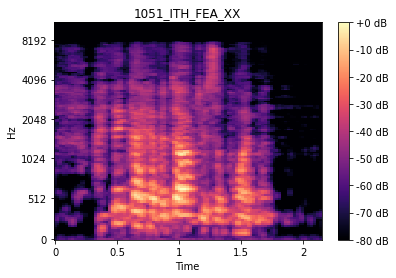 1051_ITH_FEA_XX
+0 dB
8192
-10 dB
4096
-20 dB
-30 dB
2048
Hz
-40 dB
1024
-50 dB
-60 dB
512
-70 dB
0
-80 dB
0 0.5 1 1.5 2
Time